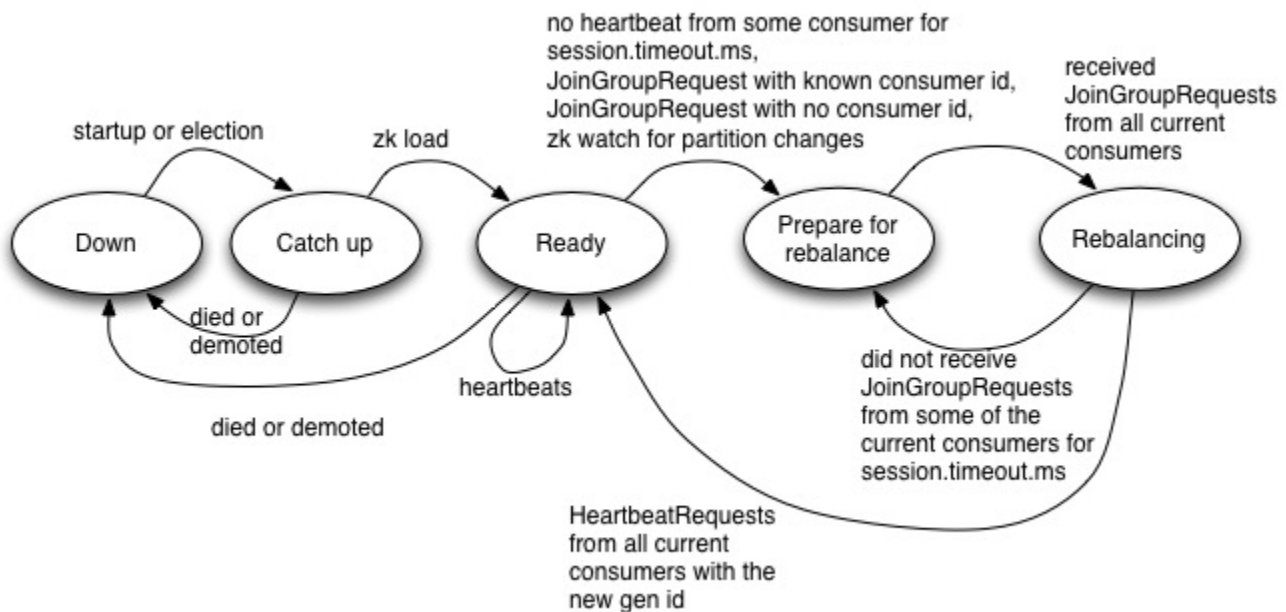 no heartbeat from some consumer for
session.timeout.ms,
JoinGroupRequest with known consumer id,
JoinGroupRequest with no consumer id,
zk watch for partition changes
received
JoinGroupRequests
from all current
consumers
startup or election
zk load
Down
Catch up
Ready
Prepare for
rebalance
Rebalancing
died or
demoted
heartbeats
died or demoted
did not receive
JoinGroupRequests
from some of the
current consumers for
session.timeout.ms
HeartbeatRequests
from all current
consumers with the
new gen id